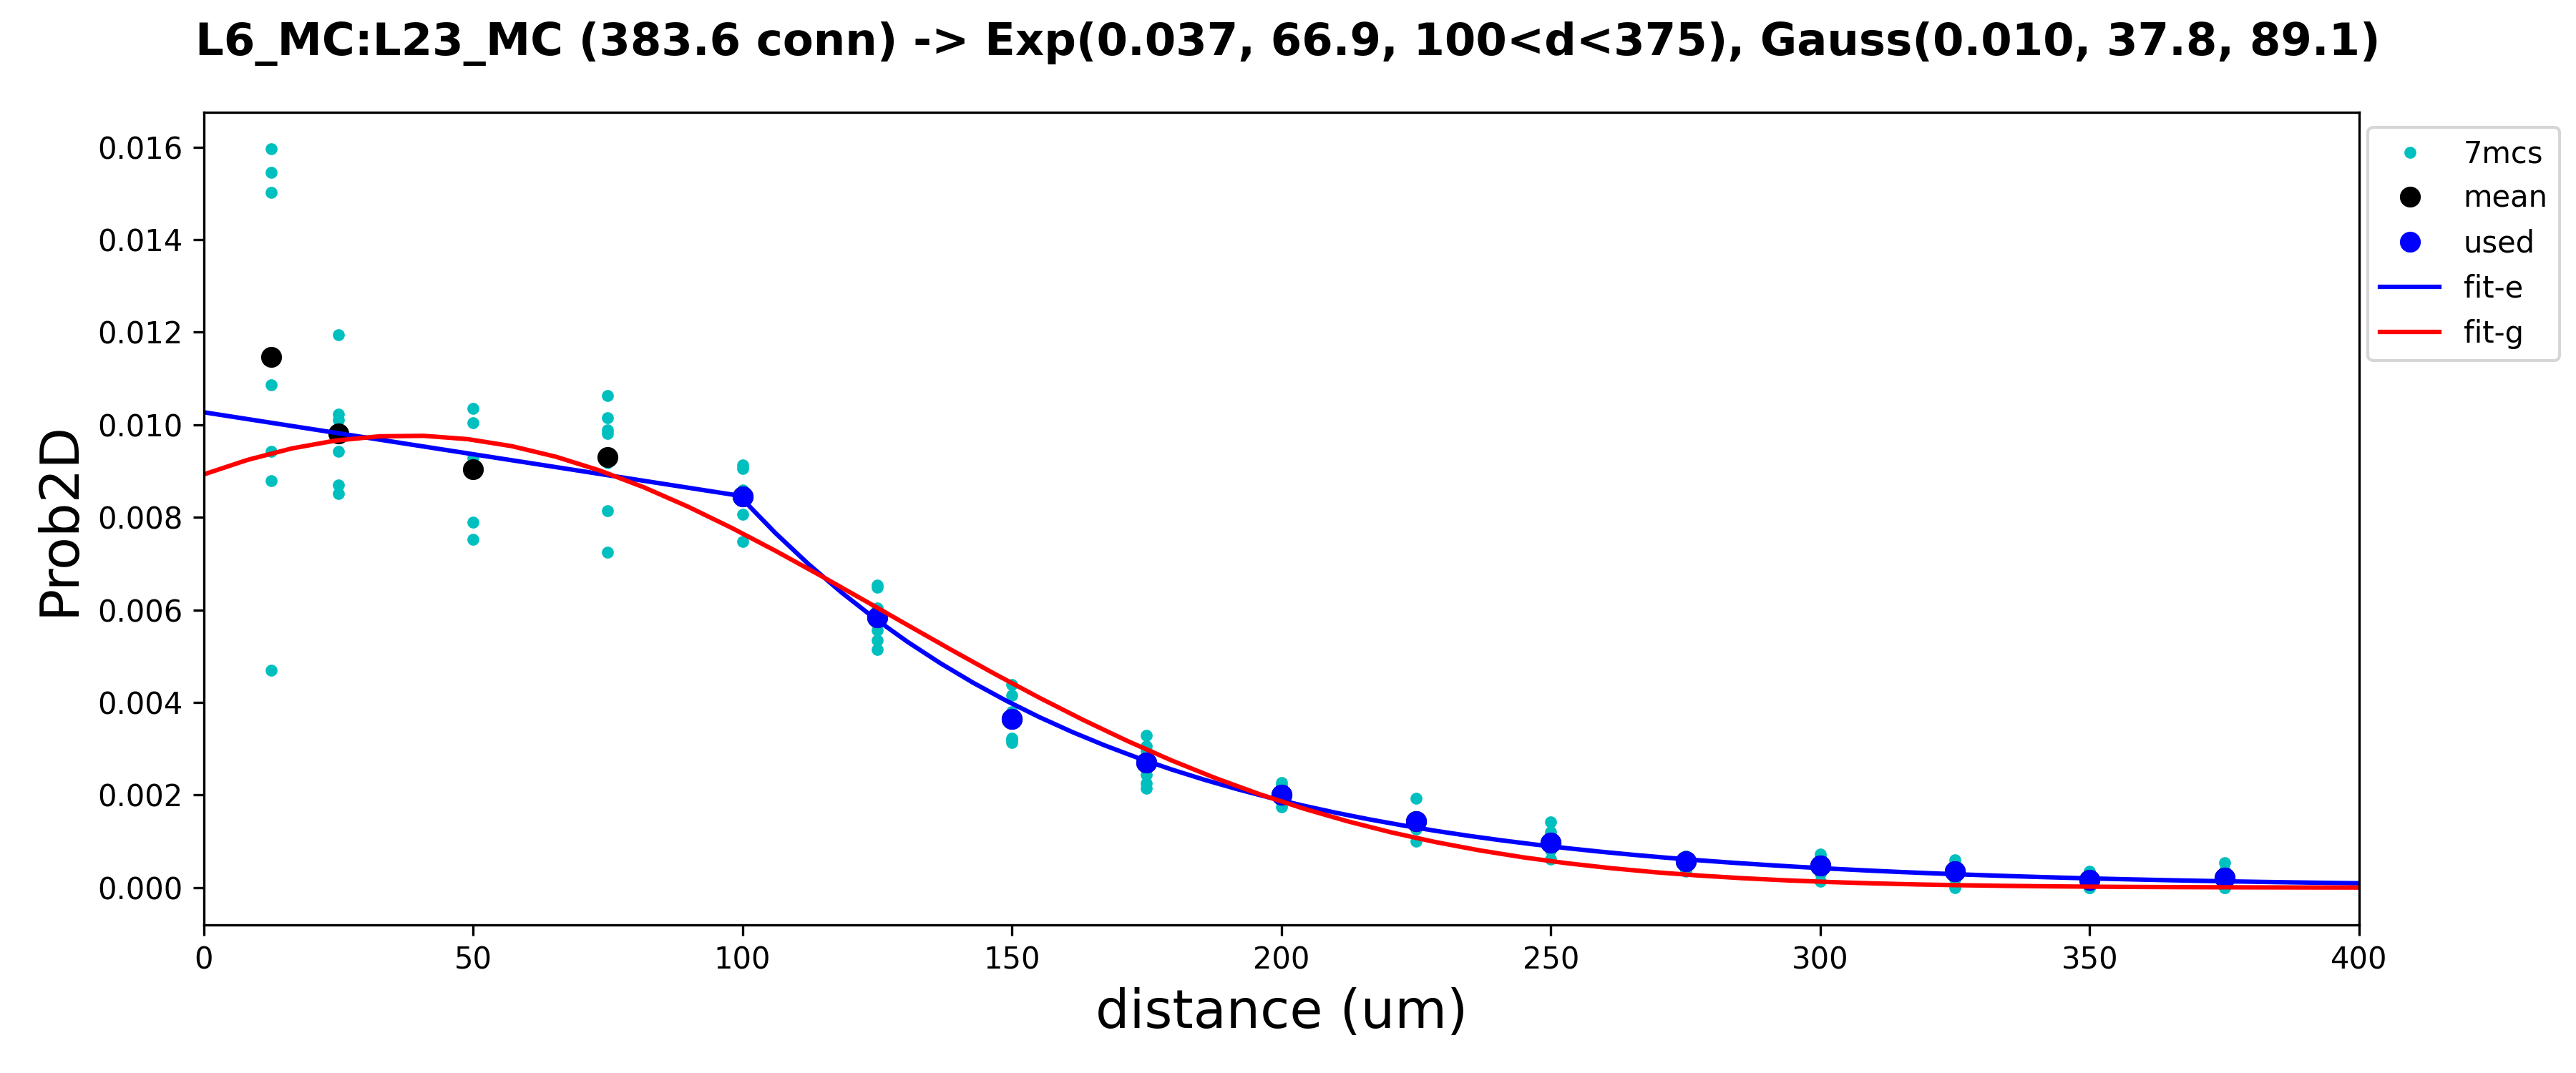 L6_MC:L23_MC (383.6 conn) -> Exp(0.037, 66.9, 100<d<375), Gauss(0.010, 37.8, 89.1)
0.016
0.014
0.012
0.010
0.008
0.006
0.004
0.002
0.000
Prob2D
0 50 100 150 200 250 300 350 400
distance (um)
7mcs
mean
used
fit-e
fit-g